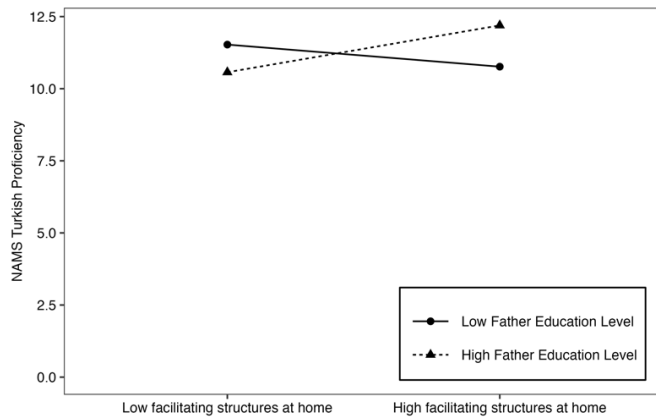 12.5
10.0
7.5
5.0
2.5
0.0
NAMS Turkish Proficiency
Low Father Education Level
High Father Education Level
Low facilitating structures at home
High facilitating structures at home